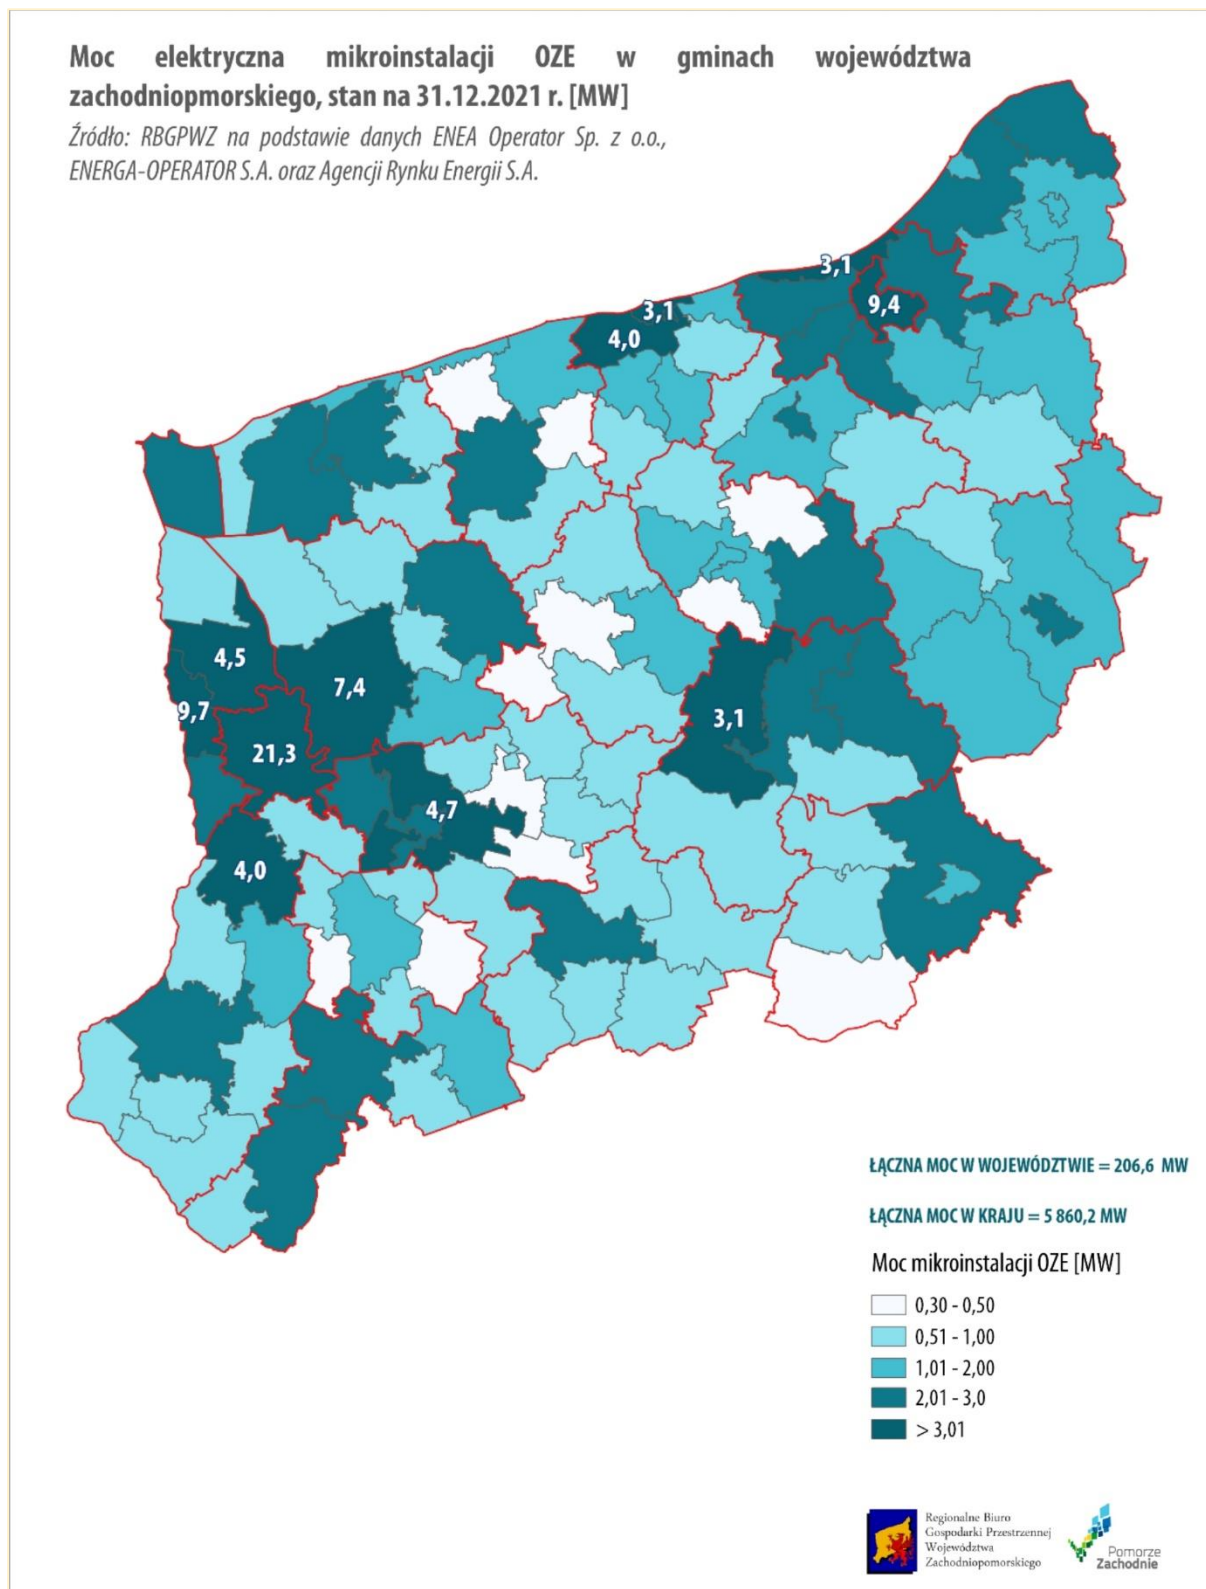 Moc elektryczna mikroinstalacji OZE w gminach województwa
zachodniopmorskiego, stan na 31.12.2021 r. [MW]
Źródło: RBGPWZ na podstawie danych ENEA Operator Sp. z o.o.,
ENERGA-OPERATOR S.A. oraz Agencji Rynku Energii S.A.
3,1
9,4
3,1
4,0
4,5
7,4
9,7
3,1
21,3
4,7
4,0
ŁĄCZNA MOC W WOJEWÓDZTWIE = 206,6 MW
ŁĄCZNA MOC W KRAJU = 5 860,2 MW
Moc mikroinstalacji OZE [MW]
0,30 - 0,50
0,51 - 1,00
1,01 - 2,00
2,01 - 3,0
> 3,01
Regionalne Biuro
Gospodarki Przestrzennej
Województwa
Zachodniopomorskiego
Pomorze
Zachodnie